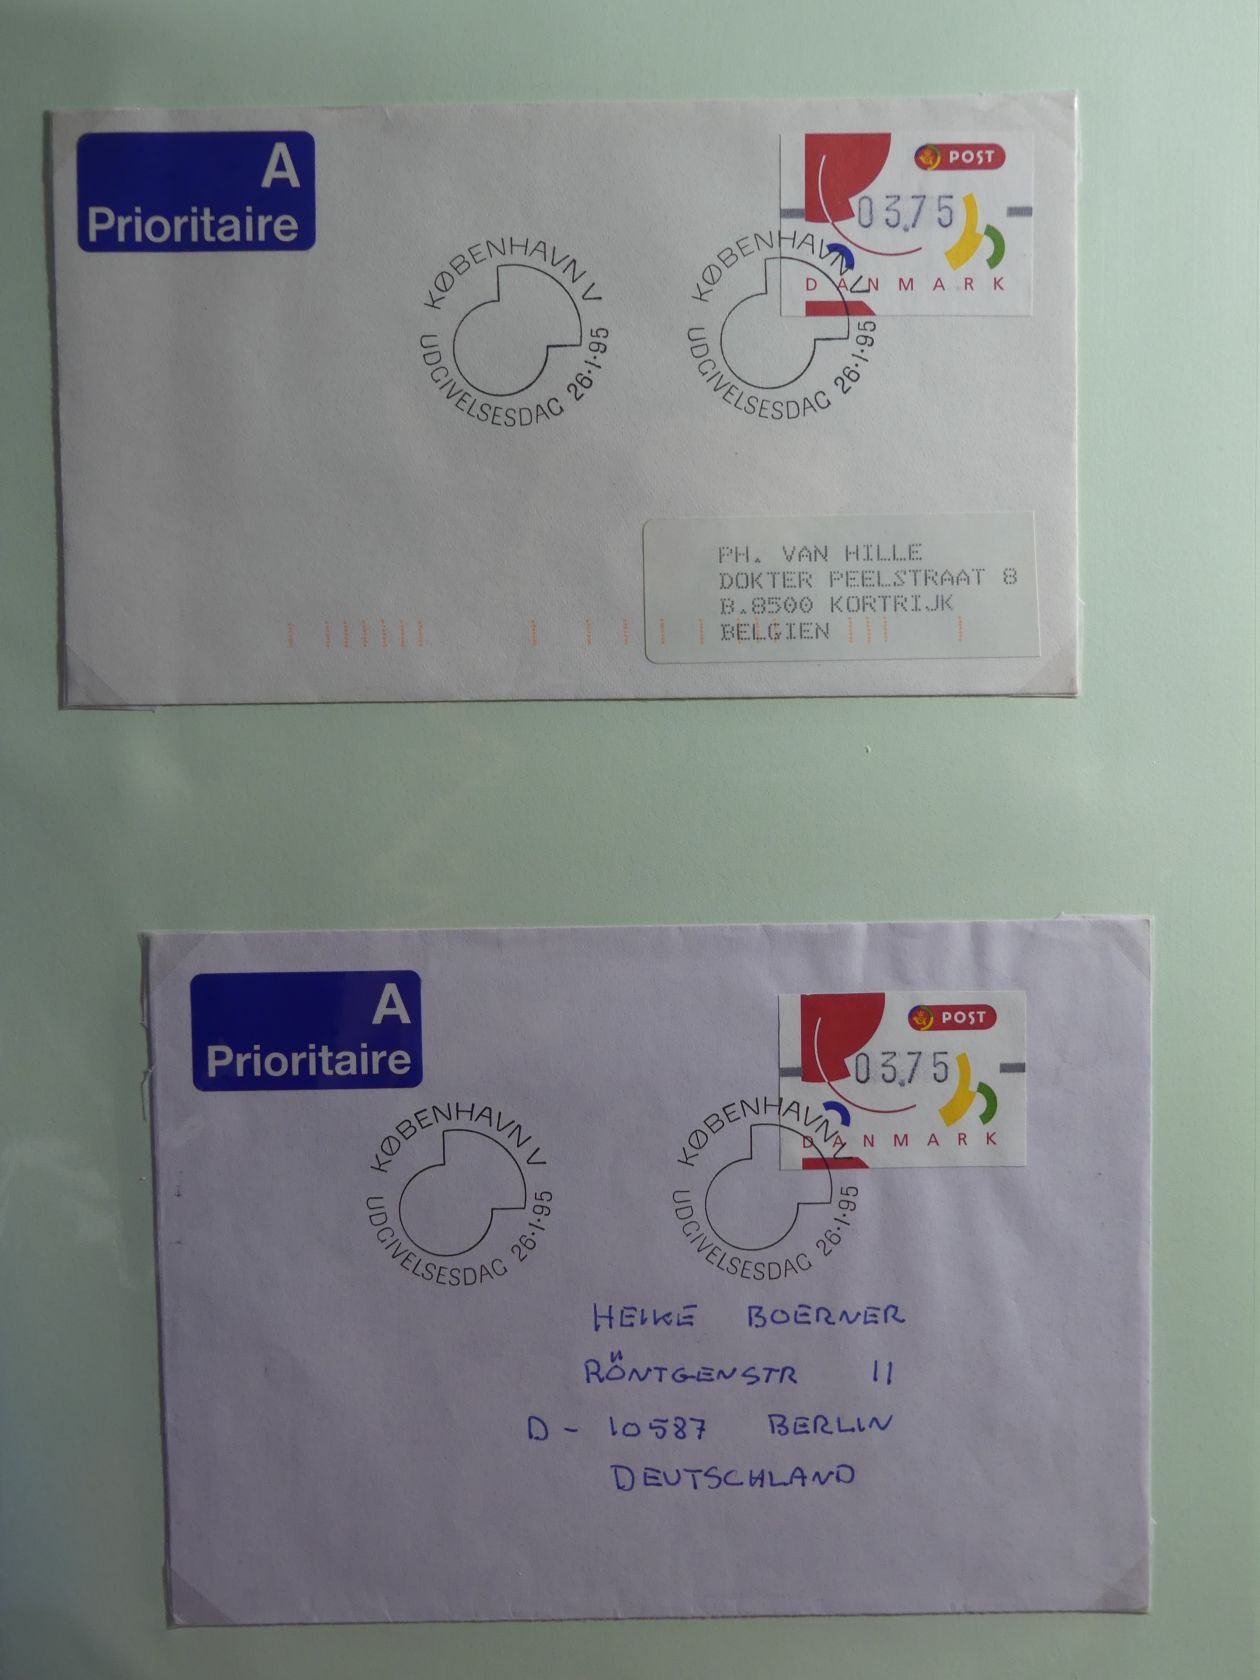 A
Prioritaire
POST
03.75
DANMARK
KØBENHAVN V
UDGIVELSESDAG 26·1·95
KØBENHAVN V
UDGIVELSESDAG 26·1·95
PH. VAN HILLE
DOKTER PEELSTRAAT 8
B.8500 KORTRIJK
BELGIEN
A
Prioritaire
POST
03.75
DANMARK
KØBENHAVN V
UDGIVELSESDAG 26·1·95
KØBENHAVN V
UDGIVELSESDAG 26·1·95
HEIKE BOERNER
RÖNTGENSTR 11
D - 10587 BERLIN
DEUTSCHLAND